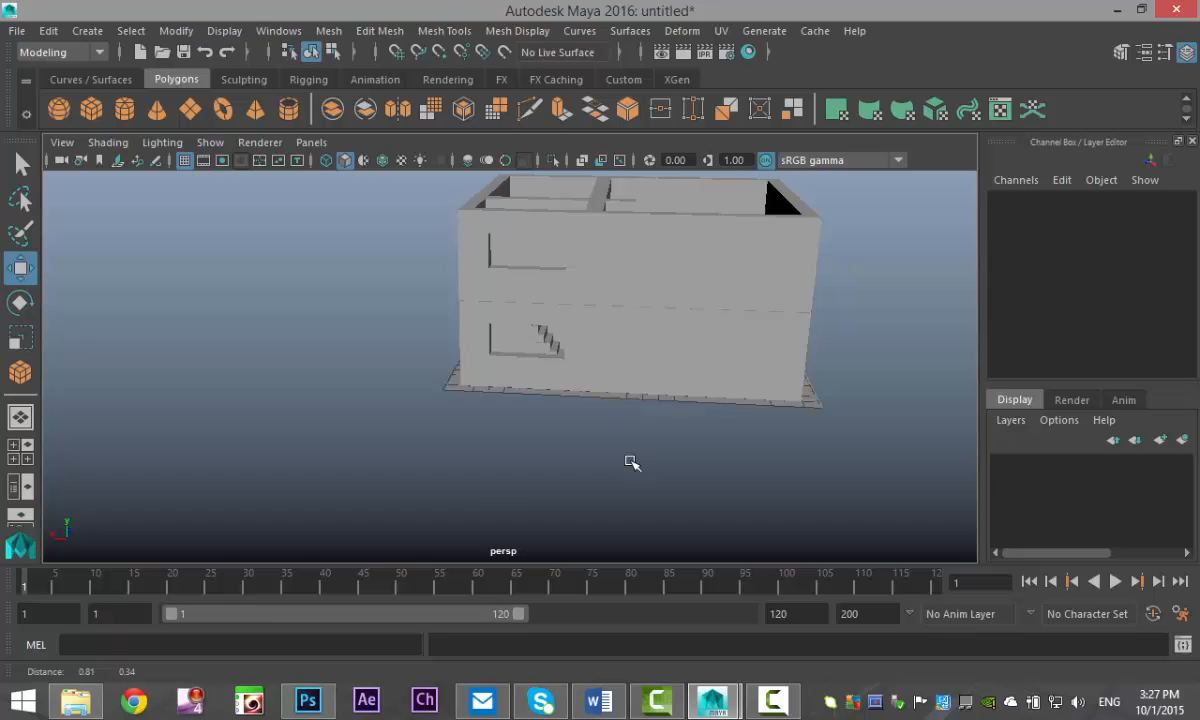 Autodesk Maya 2016: untitled*
File Edit Create Select Modify Display Windows Mesh Edit Mesh Mesh Tools Mesh Display Curves Surfaces Deform UV Generate Cache Help
Modeling No Live Surface
Curves / Surfaces Polygons Sculpting Rigging Animation Rendering FX FX Caching Custom XGen
View Shading Lighting Show Renderer Panels
0.00 1.00 sRGB gamma
Channel Box / Layer Editor
Channels Edit Object Show
persp
y
Display Render Anim
Layers Options Help
1 5 10 15 20 25 30 35 40 45 50 55 60 65 70 75 80 85 90 95 100 105 110 115 12 1
1 1 1 120 120 200 No Anim Layer No Character Set
MEL
Distance: 0.81 0.34
Ps Ae Ch W C MAYA C ENG
3:27 PM
10/1/2015